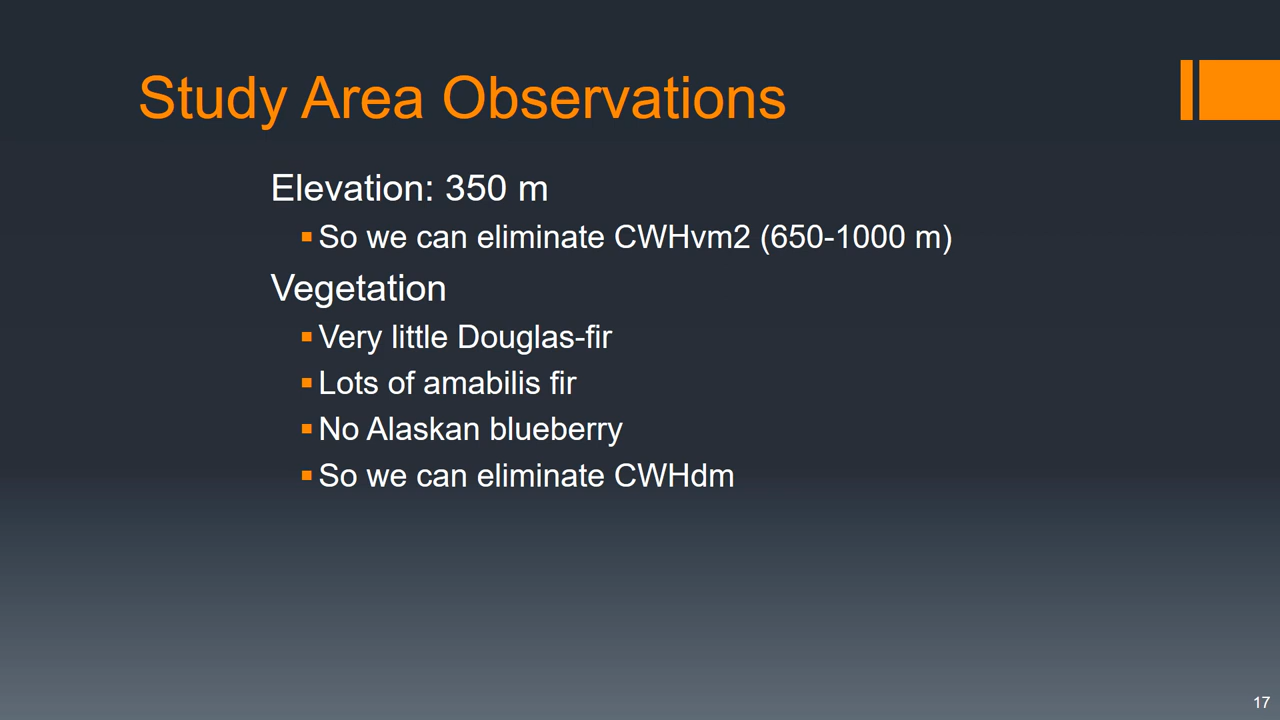 Study Area Observations
Elevation: 350 m
▪So we can eliminate CWHvm2 (650-1000 m)
Vegetation
▪Very little Douglas-fir
▪Lots of amabilis fir
▪No Alaskan blueberry
▪So we can eliminate CWHdm
17